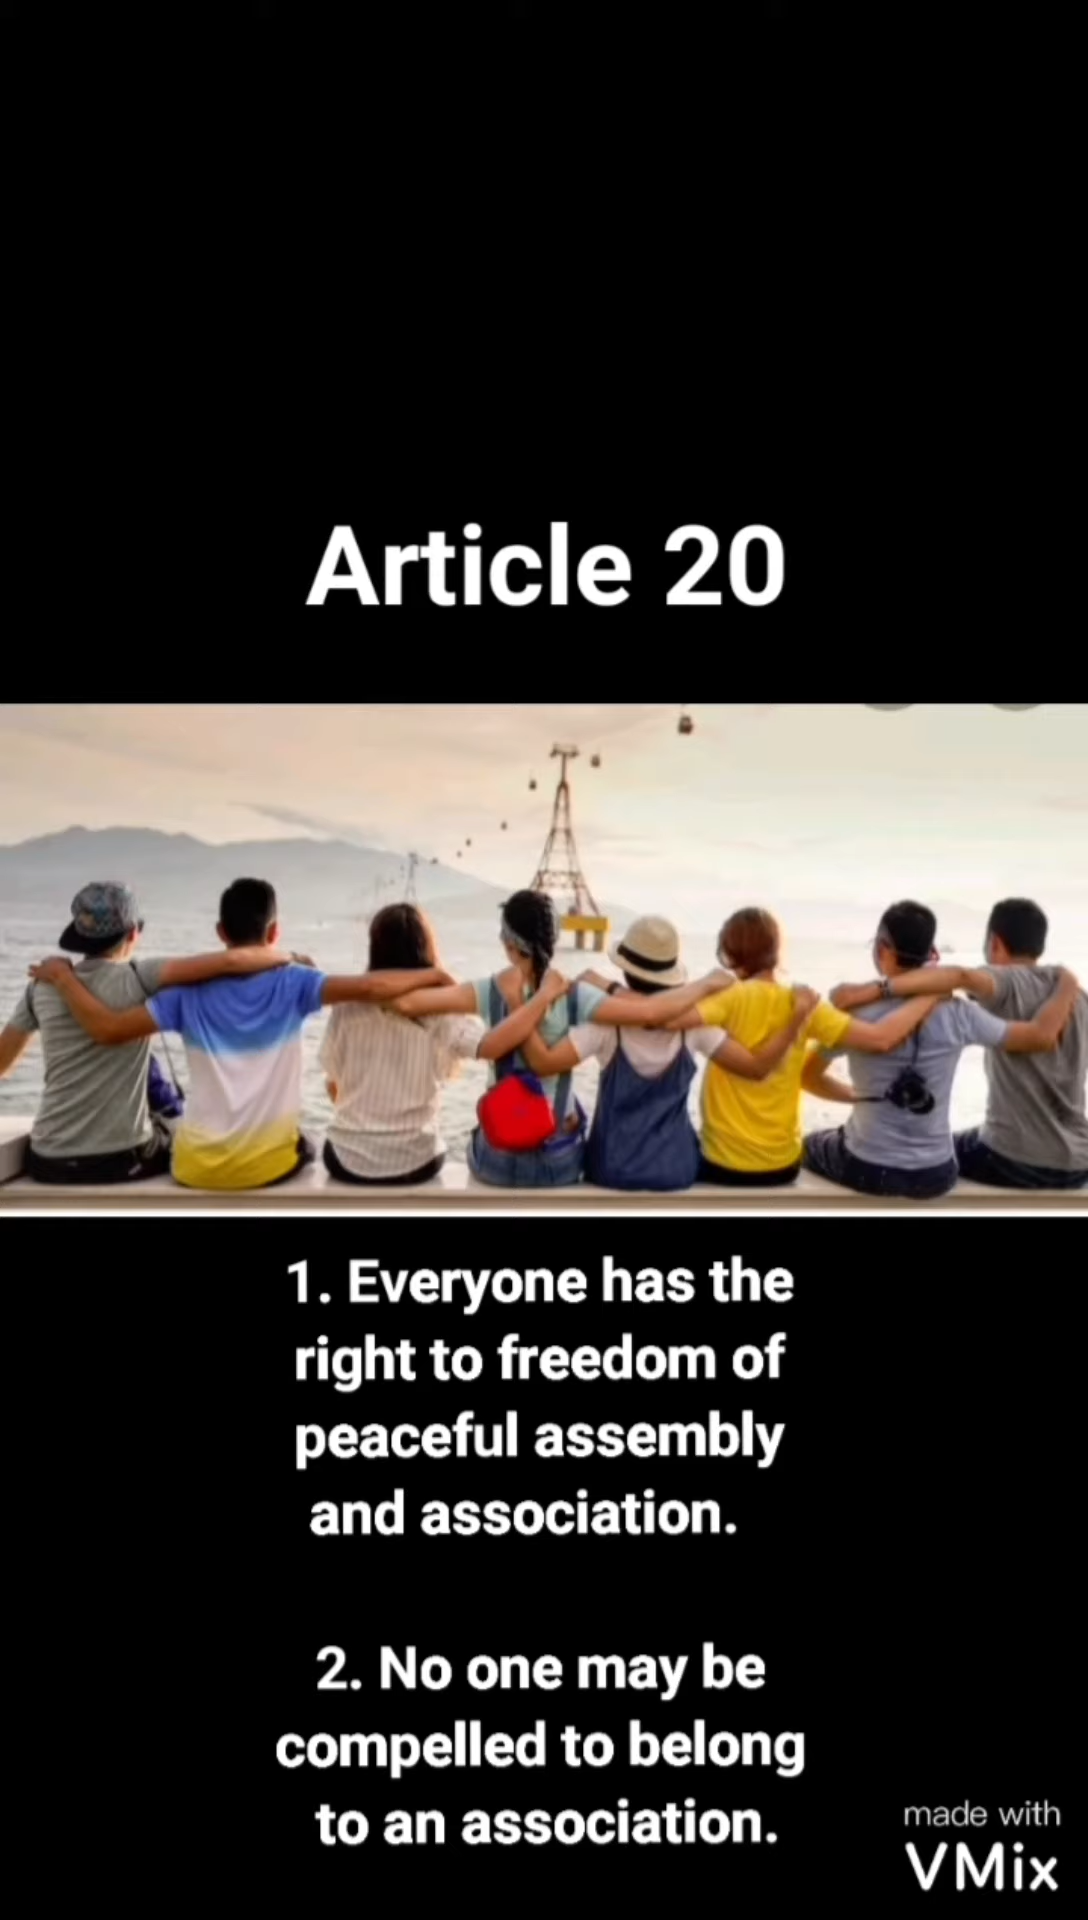 Article 20
1. Everyone has the
right to freedom of
peaceful assembly
and association.
2. No one may be
compelled to belong
to an association.
made with
VMix